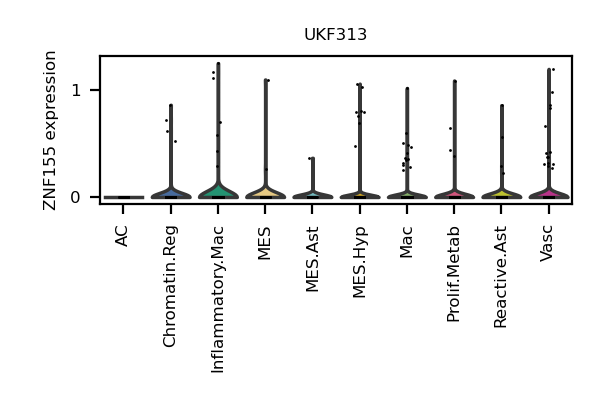 UKF313
ZNF155 expression
1
0
AC
Chromatin.Reg
Inflammatory.Mac
MES
MES.Ast
MES.Hyp
Mac
Prolif.Metab
Reactive.Ast
Vasc